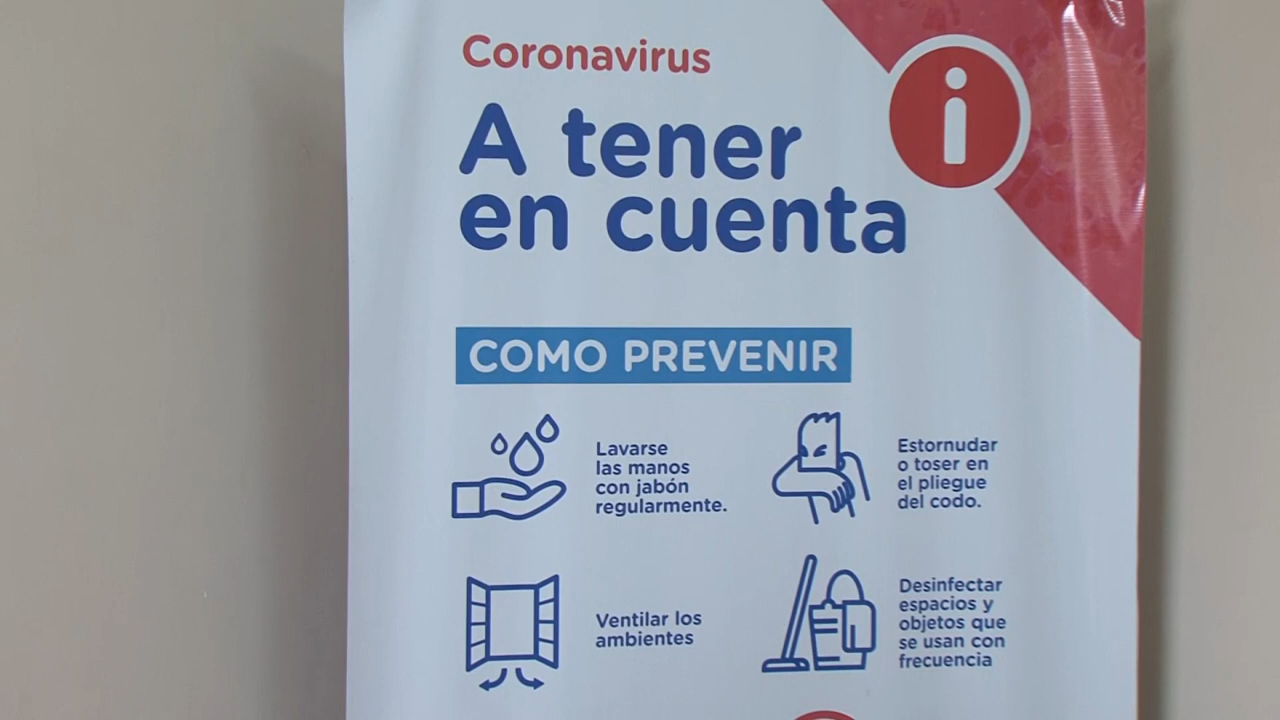 Coronavirus
i
A tener
en cuenta
COMO PREVENIR
Lavarse
las manos
con jabón
regularmente.
Estornudar
o toser en
el pliegue
del codo.
Ventilar los
ambientes
Desinfectar
espacios y
objetos que
se usan con
frecuencia